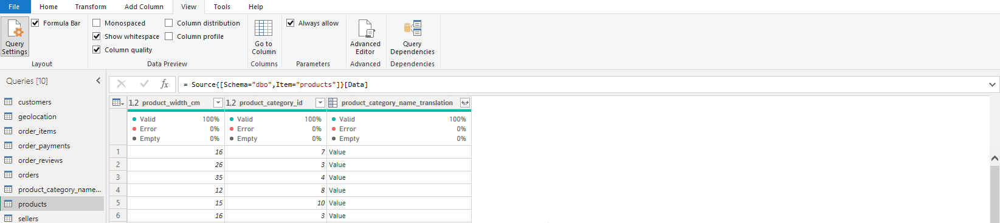 File Home Transform Add Column View Tools Help
Query Settings
Formula Bar
Layout
Monospaced
Show whitespace
Column quality
Column distribution
Column profile
Data Preview
Go to Column
Columns
Always allow
Parameters
Advanced Editor
Advanced
Query Dependencies
Dependencies
Queries [10]
customers
geolocation
order_items
order_payments
order_reviews
orders
product_category_name...
products
sellers
fx = Source{[Schema="dbo",Item="products"]}[Data]
1.2 product_width_cm 1.2 product_category_id product_category_name_translation
Valid 100% Valid 100% Valid 100%
Error 0% Error 0% Error 0%
Empty 0% Empty 0% Empty 0%
1 16 7 Value
2 26 3 Value
3 35 4 Value
4 12 8 Value
5 15 10 Value
6 16 3 Value